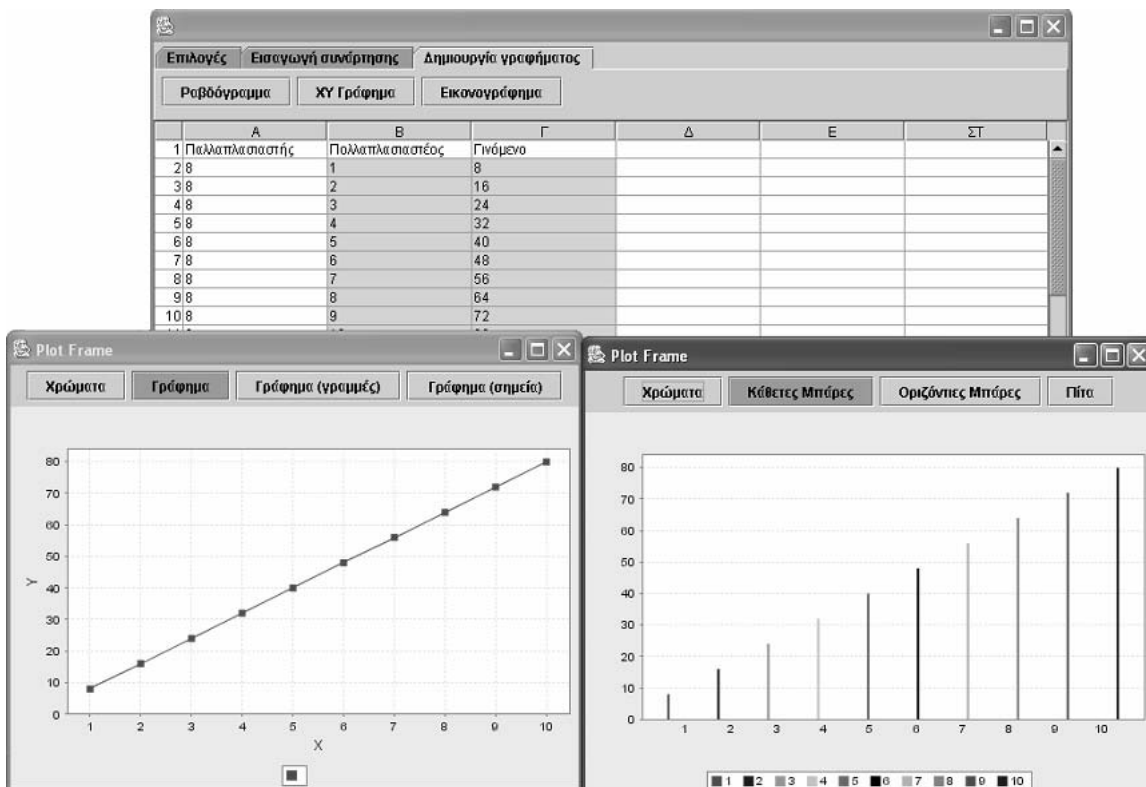 Επιλογές Εισαγωγή συνάρτησης Δημιουργία γραφήματος
Ραβδόγραμμα XY Γράφημα Εικονογράφημα
A B Γ Δ E ΣΤ
1 Παλλαπλασιαστής Πολλαπλασιαστέος Γινόμενο
2 8 1 8
3 8 2 16
4 8 3 24
5 8 4 32
6 8 5 40
7 8 6 48
8 8 7 56
9 8 8 64
10 8 9 72
Plot Frame
Χρώματα Γράφημα Γράφημα (γραμμές) Γράφημα (σημεία)
80
70
60
50
40
30
20
10
0
Y
1 2 3 4 5 6 7 8 9 10
X
Plot Frame
Χρώματα Κάθετες Μπάρες Οριζόντιες Μπάρες Πίτα
80
70
60
50
40
30
20
10
0
1 2 3 4 5 6 7 8 9 10
1 2 3 4 5 6 7 8 9 10